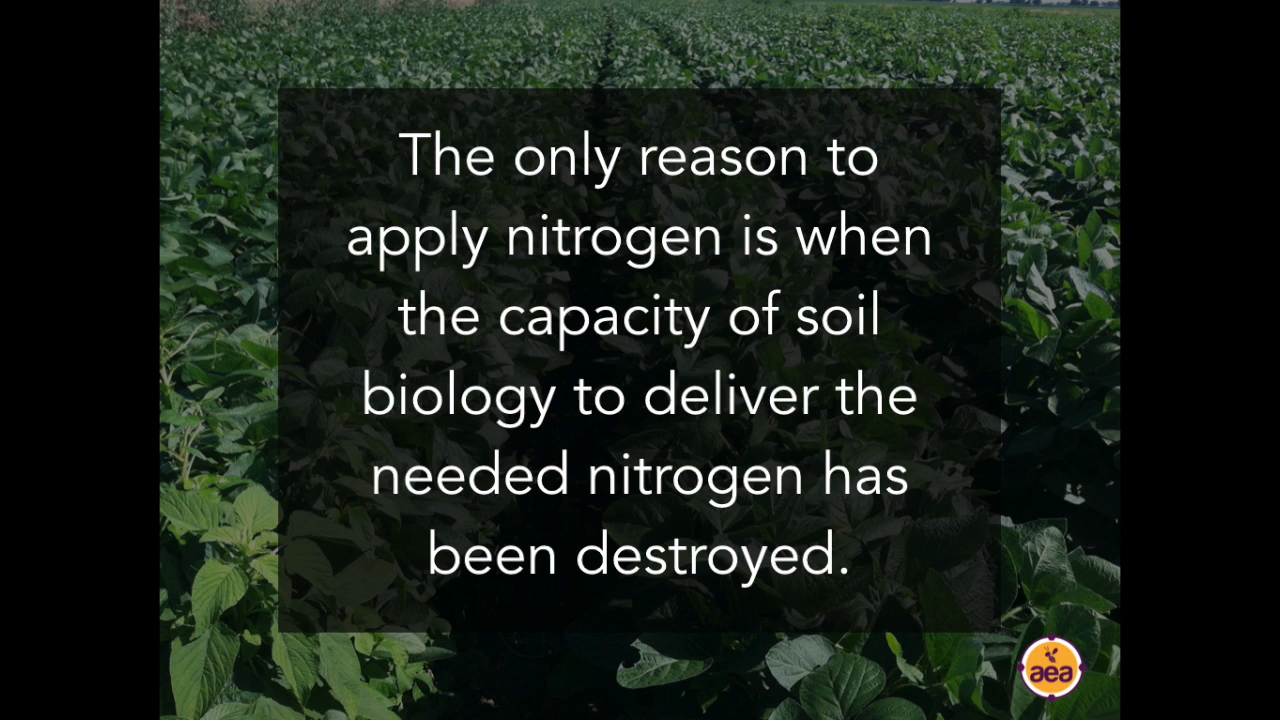 The only reason to
apply nitrogen is when
the capacity of soil
biology to deliver the
needed nitrogen has
been destroyed.
aea